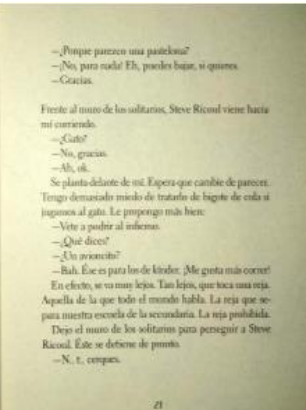 —¿Porque parezco una pastelosa?
—¡No, para nada! Eh, puedes bajar, si quieres.
—Gracias.
Frente al muro de los solitarios, Steve Ricoul viene hacia
mí corriendo.
—¿Gato?
—No, gracias.
—Ah, ok.
Se planta delante de mí. Espera que cambie de parecer.
Tengo demasiado miedo de tratarlo de bigote de cola si
jugamos al gato. Le propongo más bien:
—Vete a pudrir al infierno.
—¿Qué dices?
—¿Un avioncito?
—Bah. Ése es para los de kínder. ¡Me gusta más correr!
En efecto, se va muy lejos. Tan lejos, que toca una reja.
Aquella de la que todo el mundo habla. La reja que se-
para nuestra escuela de la secundaria. La reja prohibida.
Dejo el muro de los solitarios para perseguir a Steve
Ricoul. Éste se detiene de pronto.
—N.. t.. cerques.
21